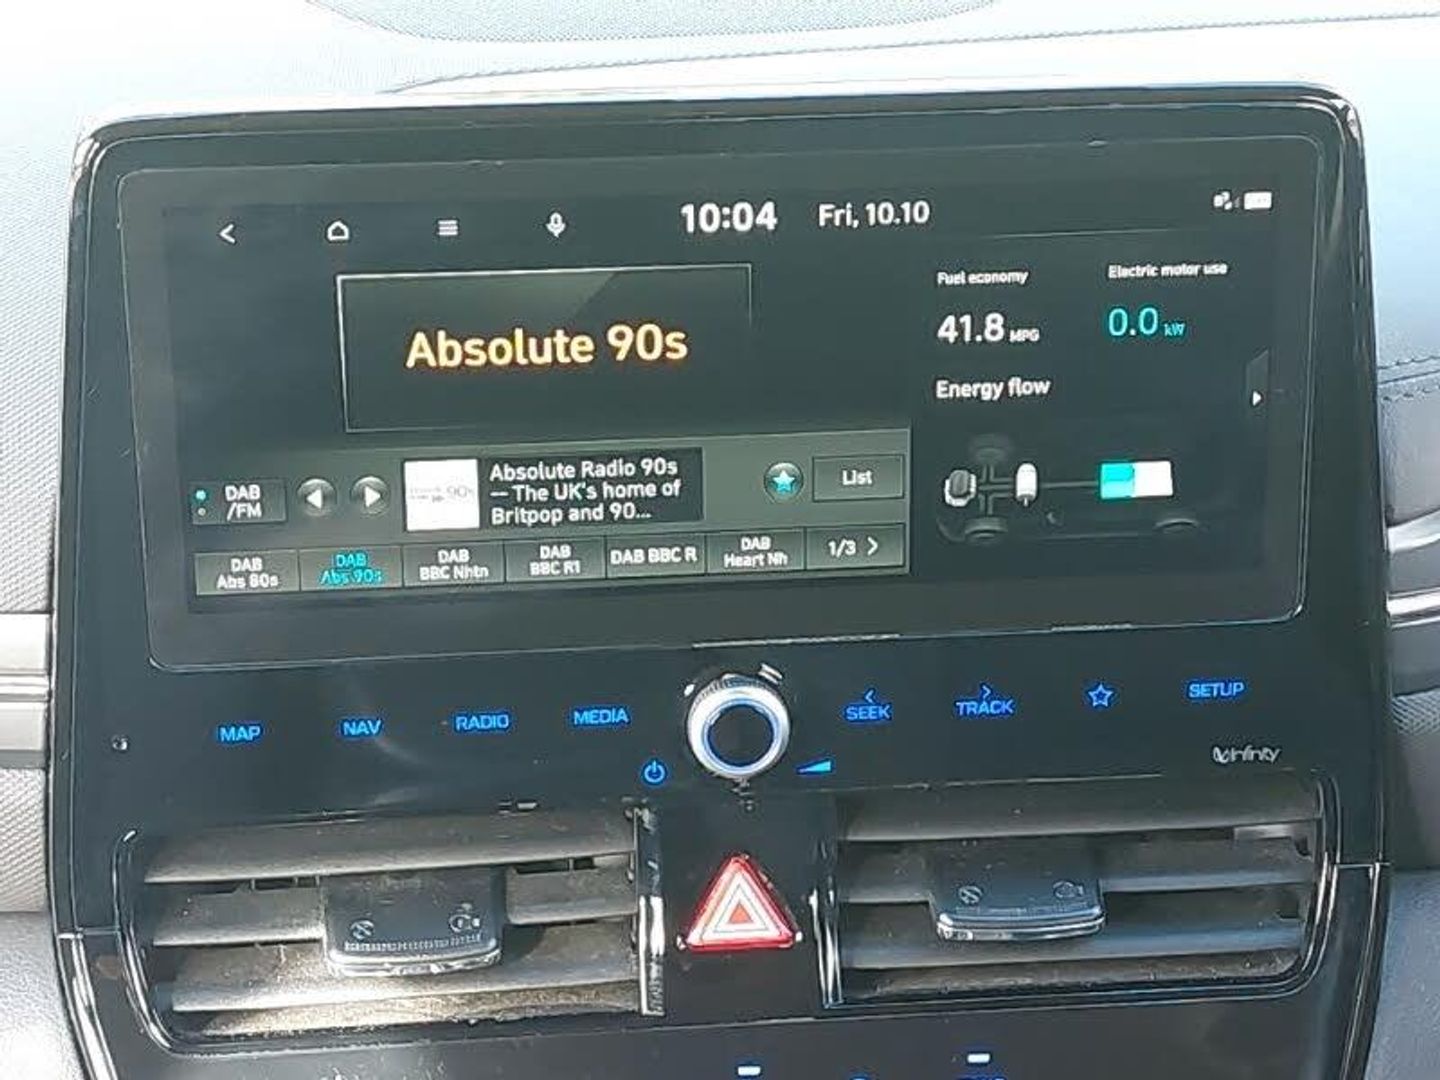 10:04
Fri, 10.10
Fuel economy
41.8 MPG
Electric motor use
0.0 kW
Energy flow
Absolute 90s
DAB
/FM
Absolute Radio 90s
— The UK's home of
Britpop and 90...
List
DAB
Abs 80s
DAB
Abs 90s
DAB
BBC Nhtn
DAB
BBC R1
DAB BBC R
DAB
Heart Nh
1/3 >
MAP
NAV
RADIO
MEDIA
SEEK
TRACK
SETUP
Infinity